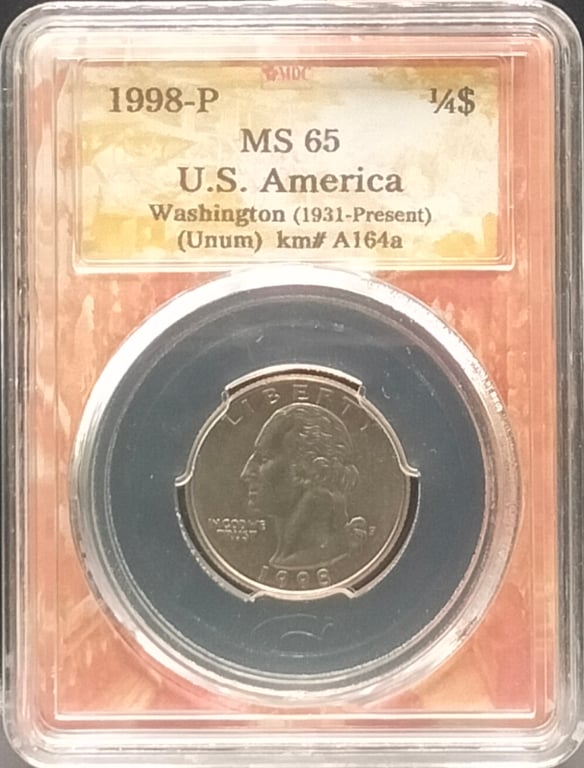 MDC
1998-P ¼$
MS 65
U.S. America
Washington (1931-Present)
(Unum) km# A164a
LIBERTY
IN GOD WE
TRUST
P
1998